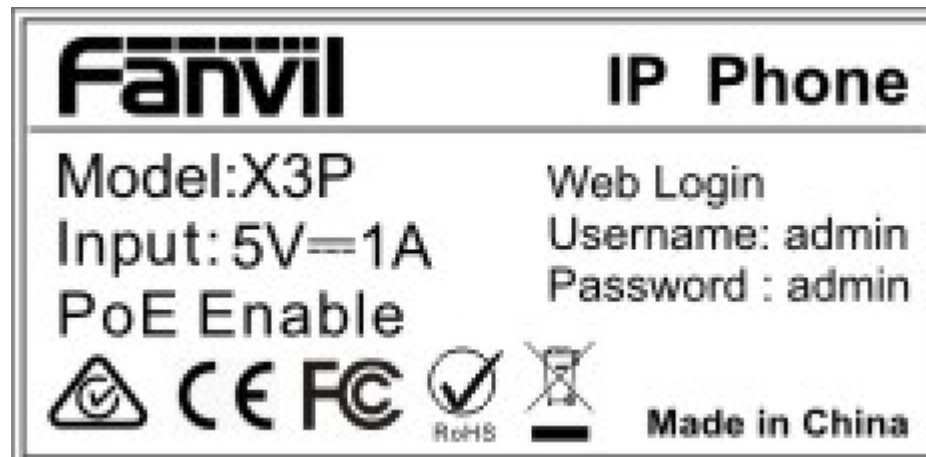 Fanvil IP Phone
Model:X3P
Input: 5V⎓1A
PoE Enable
Web Login
Username: admin
Password : admin
CE FC RoHS
Made in China